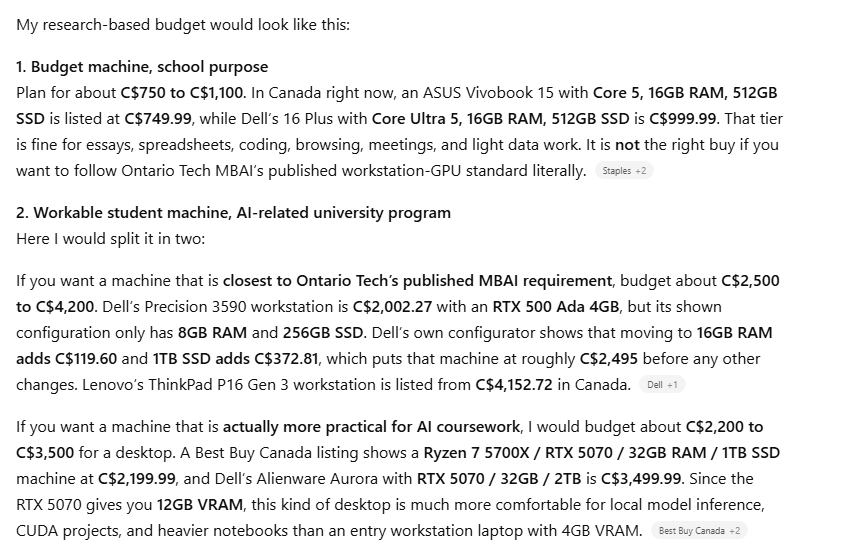 My research-based budget would look like this:
1. Budget machine, school purpose
Plan for about C$750 to C$1,100. In Canada right now, an ASUS Vivobook 15 with Core 5, 16GB RAM, 512GB
SSD is listed at C$749.99, while Dell’s 16 Plus with Core Ultra 5, 16GB RAM, 512GB SSD is C$999.99. That tier
is fine for essays, spreadsheets, coding, browsing, meetings, and light data work. It is not the right buy if you
want to follow Ontario Tech MBAI’s published workstation-GPU standard literally. Staples +2
2. Workable student machine, AI-related university program
Here I would split it in two:
If you want a machine that is closest to Ontario Tech’s published MBAI requirement, budget about C$2,500
to C$4,200. Dell’s Precision 3590 workstation is C$2,002.27 with an RTX 500 Ada 4GB, but its shown
configuration only has 8GB RAM and 256GB SSD. Dell’s own configurator shows that moving to 16GB RAM
adds C$119.60 and 1TB SSD adds C$372.81, which puts that machine at roughly C$2,495 before any other
changes. Lenovo’s ThinkPad P16 Gen 3 workstation is listed from C$4,152.72 in Canada. Dell +1
If you want a machine that is actually more practical for AI coursework, I would budget about C$2,200 to
C$3,500 for a desktop. A Best Buy Canada listing shows a Ryzen 7 5700X / RTX 5070 / 32GB RAM / 1TB SSD
machine at C$2,199.99, and Dell’s Alienware Aurora with RTX 5070 / 32GB / 2TB is C$3,499.99. Since the
RTX 5070 gives you 12GB VRAM, this kind of desktop is much more comfortable for local model inference,
CUDA projects, and heavier notebooks than an entry workstation laptop with 4GB VRAM. Best Buy Canada +2